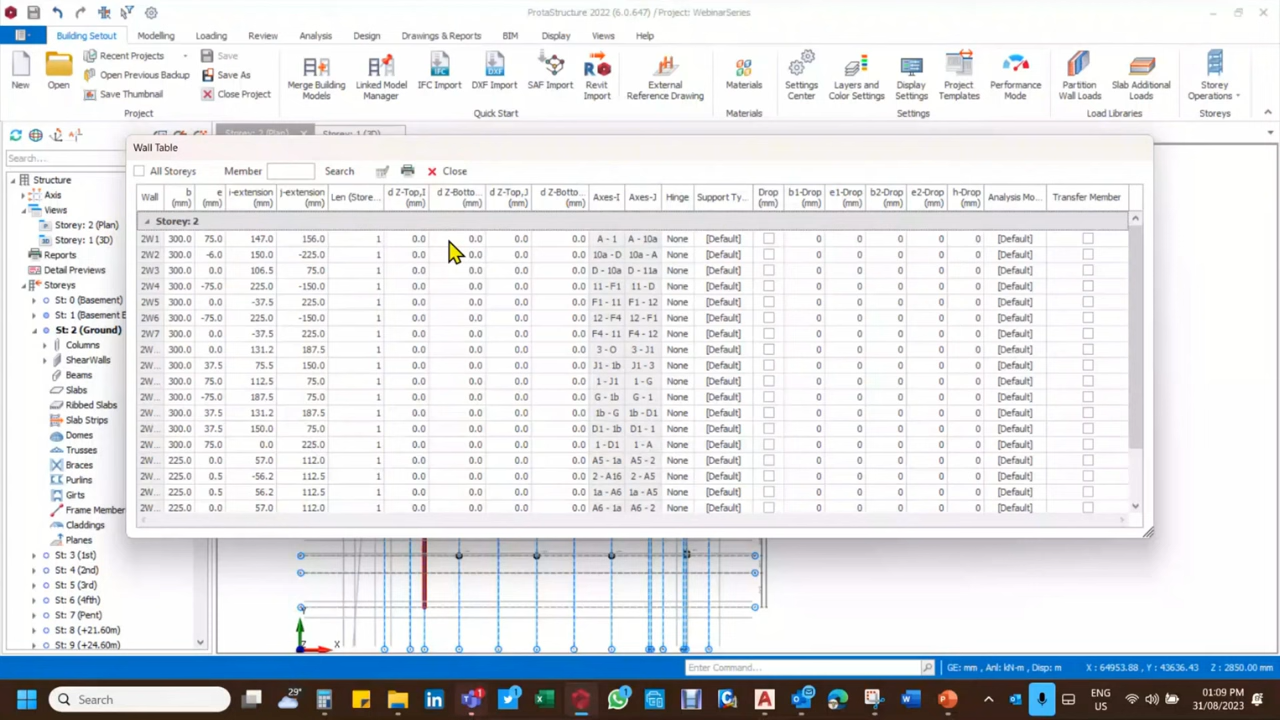 ProtaStructure 2022 (6.0.647) /Project: WebinarSeries
Building Setout Modelling Loading Review Analysis Design Drawings & Reports BIM Display Views Help
New Open Recent Projects Open Previous Backup Save Thumbnail Save Save As Close Project
Merge Building Models Linked Model Manager IFC Import DXF Import SAF Import Revit Import External Reference Drawing Materials Settings Center Layers and Color Settings Display Settings Project Templates Performance Mode Partition Wall Loads Slab Additional Loads Storey Operations
Project Quick Start Settings Load Libraries Storeys
Storey: 2 (Plan) Storey: 1 (3D)
Search...
Structure
Axis
Views
Storey: 2 (Plan)
Storey: 1 (3D)
Reports
Detail Previews
Storeys
St: 0 (Basement)
St: 1 (Basement E
St: 2 (Ground)
Columns
ShearWalls
Beams
Slabs
Ribbed Slabs
Slab Strips
Domes
Trusses
Braces
Purlins
Girts
Frame Member
Claddings
Planes
St: 3 (1st)
St: 4 (2nd)
St: 5 (3rd)
St: 6 (4fth)
St: 7 (Pent)
St: 8 (+21.60m)
St: 9 (+24.60m)
Wall Table
All Storeys Member Search Close
Wall b (mm) e (mm) i-extension (mm) j-extension (mm) Len (Store... d Z-Top,I (mm) d Z-Botto... (mm) d Z-Top,J (mm) d Z-Botto... (mm) Axes-I Axes-J Hinge Support Ty... Drop (mm) b1-Drop (mm) e1-Drop (mm) b2-Drop (mm) e2-Drop (mm) h-Drop (mm) Analysis Mo... Transfer Member
Storey: 2
2W1 300.0 75.0 147.0 156.0 1 0.0 0.0 0.0 0.0 A - 1 A - 10a None [Default] 0 0 0 0 0 [Default]
2W2 300.0 -6.0 150.0 -225.0 1 0.0 0.0 0.0 0.0 10a - D 10a - A None [Default] 0 0 0 0 0 [Default]
2W3 300.0 0.0 106.5 75.0 1 0.0 0.0 0.0 0.0 D - 10a D - 11a None [Default] 0 0 0 0 0 [Default]
2W4 300.0 -75.0 225.0 -150.0 1 0.0 0.0 0.0 0.0 11 - F1 11 - D None [Default] 0 0 0 0 0 [Default]
2W5 300.0 0.0 -37.5 225.0 1 0.0 0.0 0.0 0.0 F1 - 11 F1 - 12 None [Default] 0 0 0 0 0 [Default]
2W6 300.0 -75.0 225.0 -150.0 1 0.0 0.0 0.0 0.0 12 - F4 12 - F1 None [Default] 0 0 0 0 0 [Default]
2W7 300.0 0.0 -37.5 225.0 1 0.0 0.0 0.0 0.0 F4 - 11 F4 - 12 None [Default] 0 0 0 0 0 [Default]
2W... 300.0 0.0 131.2 187.5 1 0.0 0.0 0.0 0.0 3 - O 3 - J1 None [Default] 0 0 0 0 0 [Default]
2W... 300.0 37.5 75.5 150.0 1 0.0 0.0 0.0 0.0 J1 - 1b J1 - 3 None [Default] 0 0 0 0 0 [Default]
2W... 300.0 75.0 112.5 75.0 1 0.0 0.0 0.0 0.0 1 - J1 1 - G None [Default] 0 0 0 0 0 [Default]
2W... 300.0 -75.0 -187.5 75.0 1 0.0 0.0 0.0 0.0 G - 1b G - 1 None [Default] 0 0 0 0 0 [Default]
2W... 300.0 37.5 131.2 187.5 1 0.0 0.0 0.0 0.0 1b - G 1b - D1 None [Default] 0 0 0 0 0 [Default]
2W... 300.0 37.5 150.0 75.0 1 0.0 0.0 0.0 0.0 D1 - 1b D1 - 1 None [Default] 0 0 0 0 0 [Default]
2W... 300.0 75.0 0.0 225.0 1 0.0 0.0 0.0 0.0 1 - D1 1 - A None [Default] 0 0 0 0 0 [Default]
2W... 225.0 0.0 57.0 112.0 1 0.0 0.0 0.0 0.0 A5 - 1a A5 - 2 None [Default] 0 0 0 0 0 [Default]
2W... 225.0 0.5 -56.2 112.5 1 0.0 0.0 0.0 0.0 2 - A16 2 - A5 None [Default] 0 0 0 0 0 [Default]
2W... 225.0 0.5 56.2 112.5 1 0.0 0.0 0.0 0.0 1a - A6 1a - A5 None [Default] 0 0 0 0 0 [Default]
2W... 225.0 0.0 57.0 112.0 1 0.0 0.0 0.0 0.0 A6 - 1a A6 - 2 None [Default] 0 0 0 0 0 [Default]
Y
Z X
Enter Command... GE: mm, Anl: kN-m, Disp: m X : 64953.88, Y : 43636.43 Z : 2850.00 mm
Search 29° ENG US 01:09 PM 31/08/2023